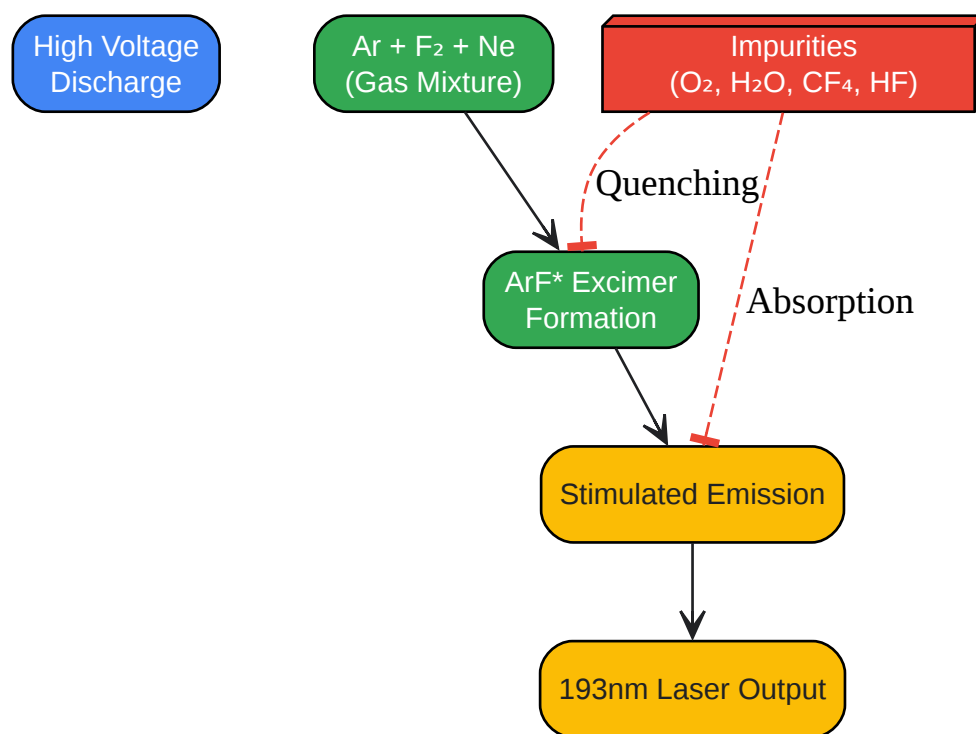 High Voltage
Discharge
Ar + F₂ + Ne
(Gas Mixture)
Impurities
(O₂, H₂O, CF₄, HF)
Quenching
ArF* Excimer
Formation
Absorption
Stimulated Emission
193nm Laser Output